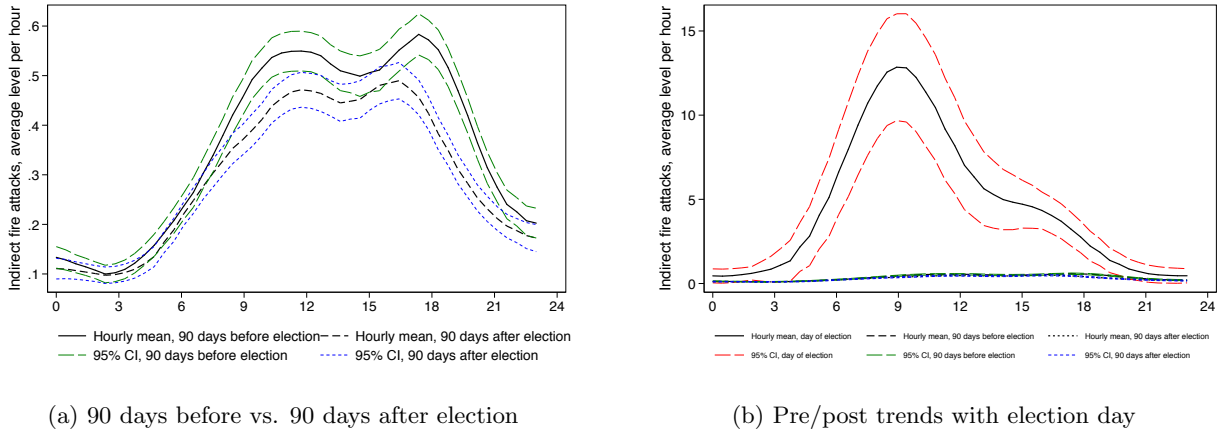 Indirect fire attacks, average level per hour
.6
.5
.4
.3
.2
.1
0 3 6 9 12 15 18 21 24
Hourly mean, 90 days before election
Hourly mean, 90 days after election
95% CI, 90 days before election
95% CI, 90 days after election
(a) 90 days before vs. 90 days after election
Indirect fire attacks, average level per hour
15
10
5
0
0 3 6 9 12 15 18 21 24
Hourly mean, day of election
Hourly mean, 90 days before election
Hourly mean, 90 days after election
95% CI, day of election
95% CI, 90 days before election
95% CI, 90 days after election
(b) Pre/post trends with election day